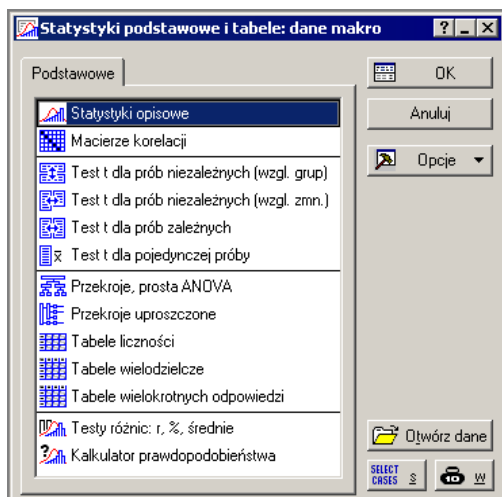 Statystyki podstawowe i tabele: dane makro
Podstawowe
Statystyki opisowe
Macierze korelacji
Test t dla prób niezależnych (wzgl. grup)
Test t dla prób niezależnych (wzgl. zmn.)
Test t dla prób zależnych
Test t dla pojedynczej próby
Przekroje, prosta ANOVA
Przekroje uproszczone
Tabele liczności
Tabele wielodzielcze
Tabele wielokrotnych odpowiedzi
Testy różnic: r, %, średnie
Kalkulator prawdopodobieństwa
OK
Anuluj
Opcje
Otwórz dane
SELECT CASES S
W